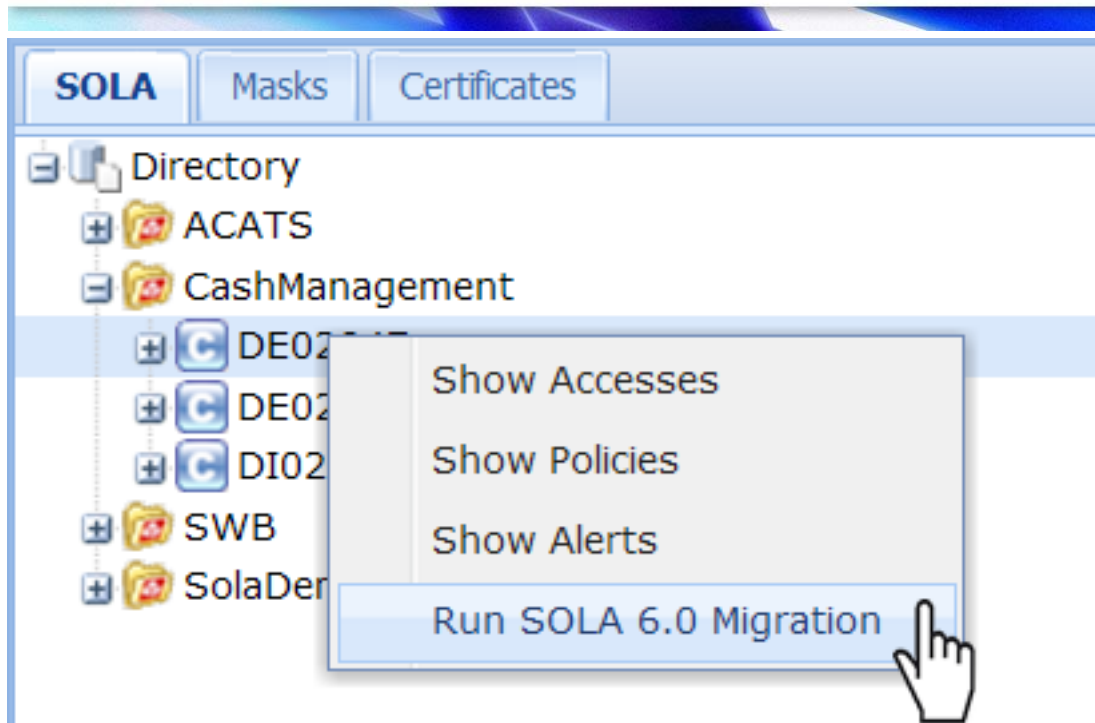 SOLA Masks Certificates
Directory
ACATS
CashManagement
Show Accesses
Show Policies
Show Alerts
SWB
Run SOLA 6.0 Migration